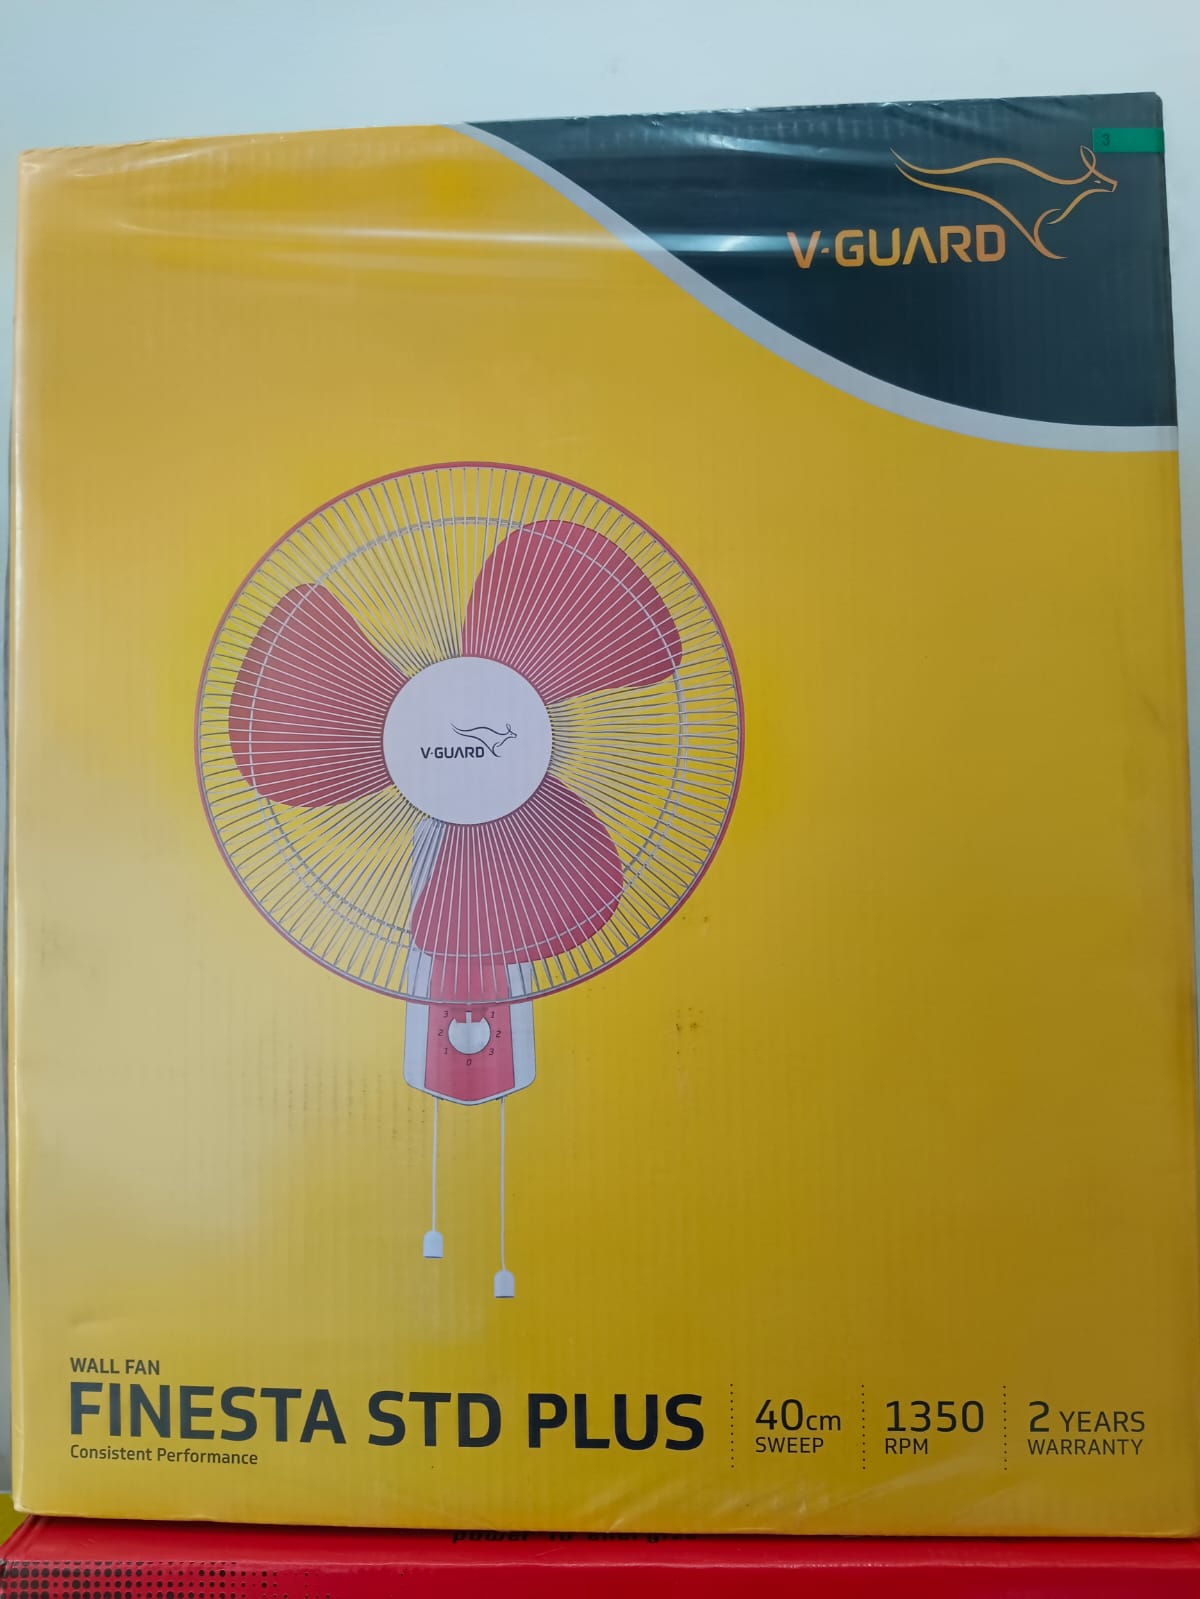 3
V-GUARD
V-GUARD
3 1
2 2
1 3
0
WALL FAN
FINESTA STD PLUS
Consistent Performance
40cm
SWEEP
1350
RPM
2 YEARS
WARRANTY